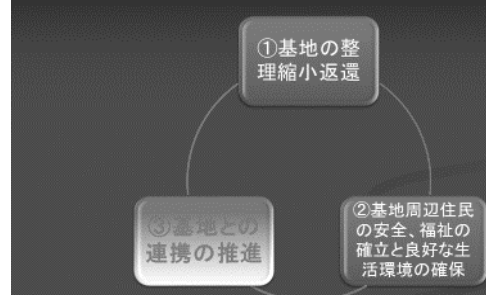 ①基地の整
理縮小返還
③基地との
連携の推進
②基地周辺住民
の安全、福祉の
確立と良好な生
活環境の確保